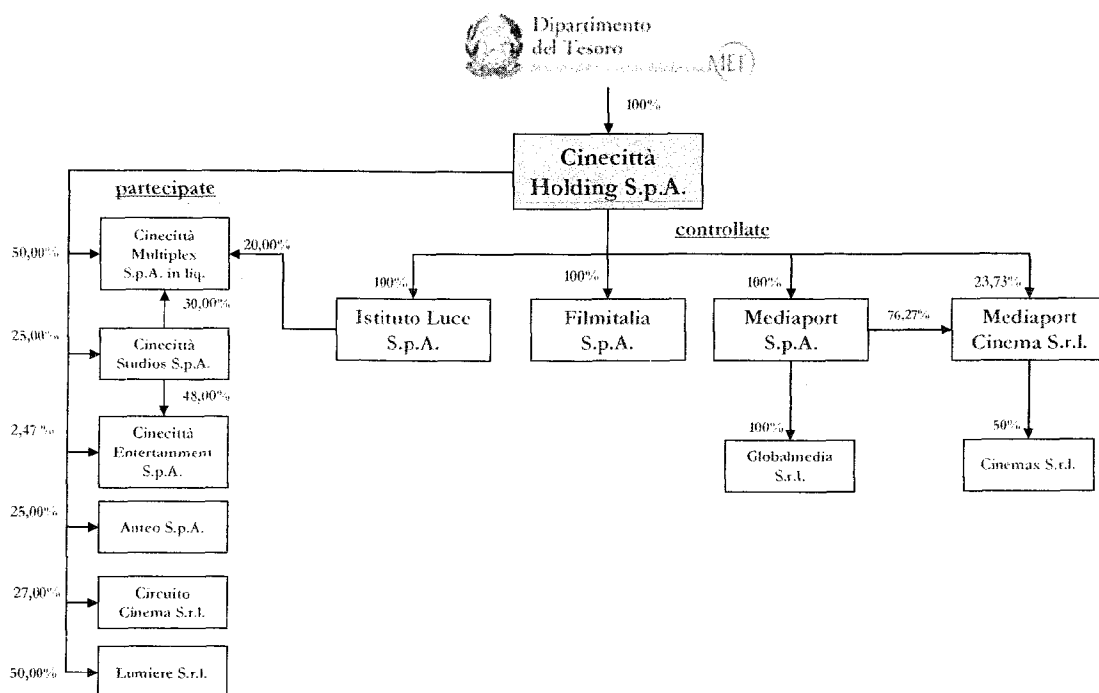 Dipartimento
del Tesoro
MEF
100%
Cinecittà
Holding S.p.A.
partecipate
controllate
50,00%
Cinecittà
Multiplex
S.p.A. in liq.
20,00%
30,00%
25,00%
Cinecittà
Studios S.p.A.
48,00%
2,47%
Cinecittà
Entertainment
S.p.A.
25,00%
Anteo S.p.A.
27,00%
Circuito
Cinema S.r.l.
50,00%
Lumiere S.r.l.
100%
Istituto Luce
S.p.A.
100%
Filmitalia
S.p.A.
100%
Mediaport
S.p.A.
76,27%
23,73%
Mediaport
Cinema S.r.l.
100%
Globalmedia
S.r.l.
50%
Cinemax S.r.l.